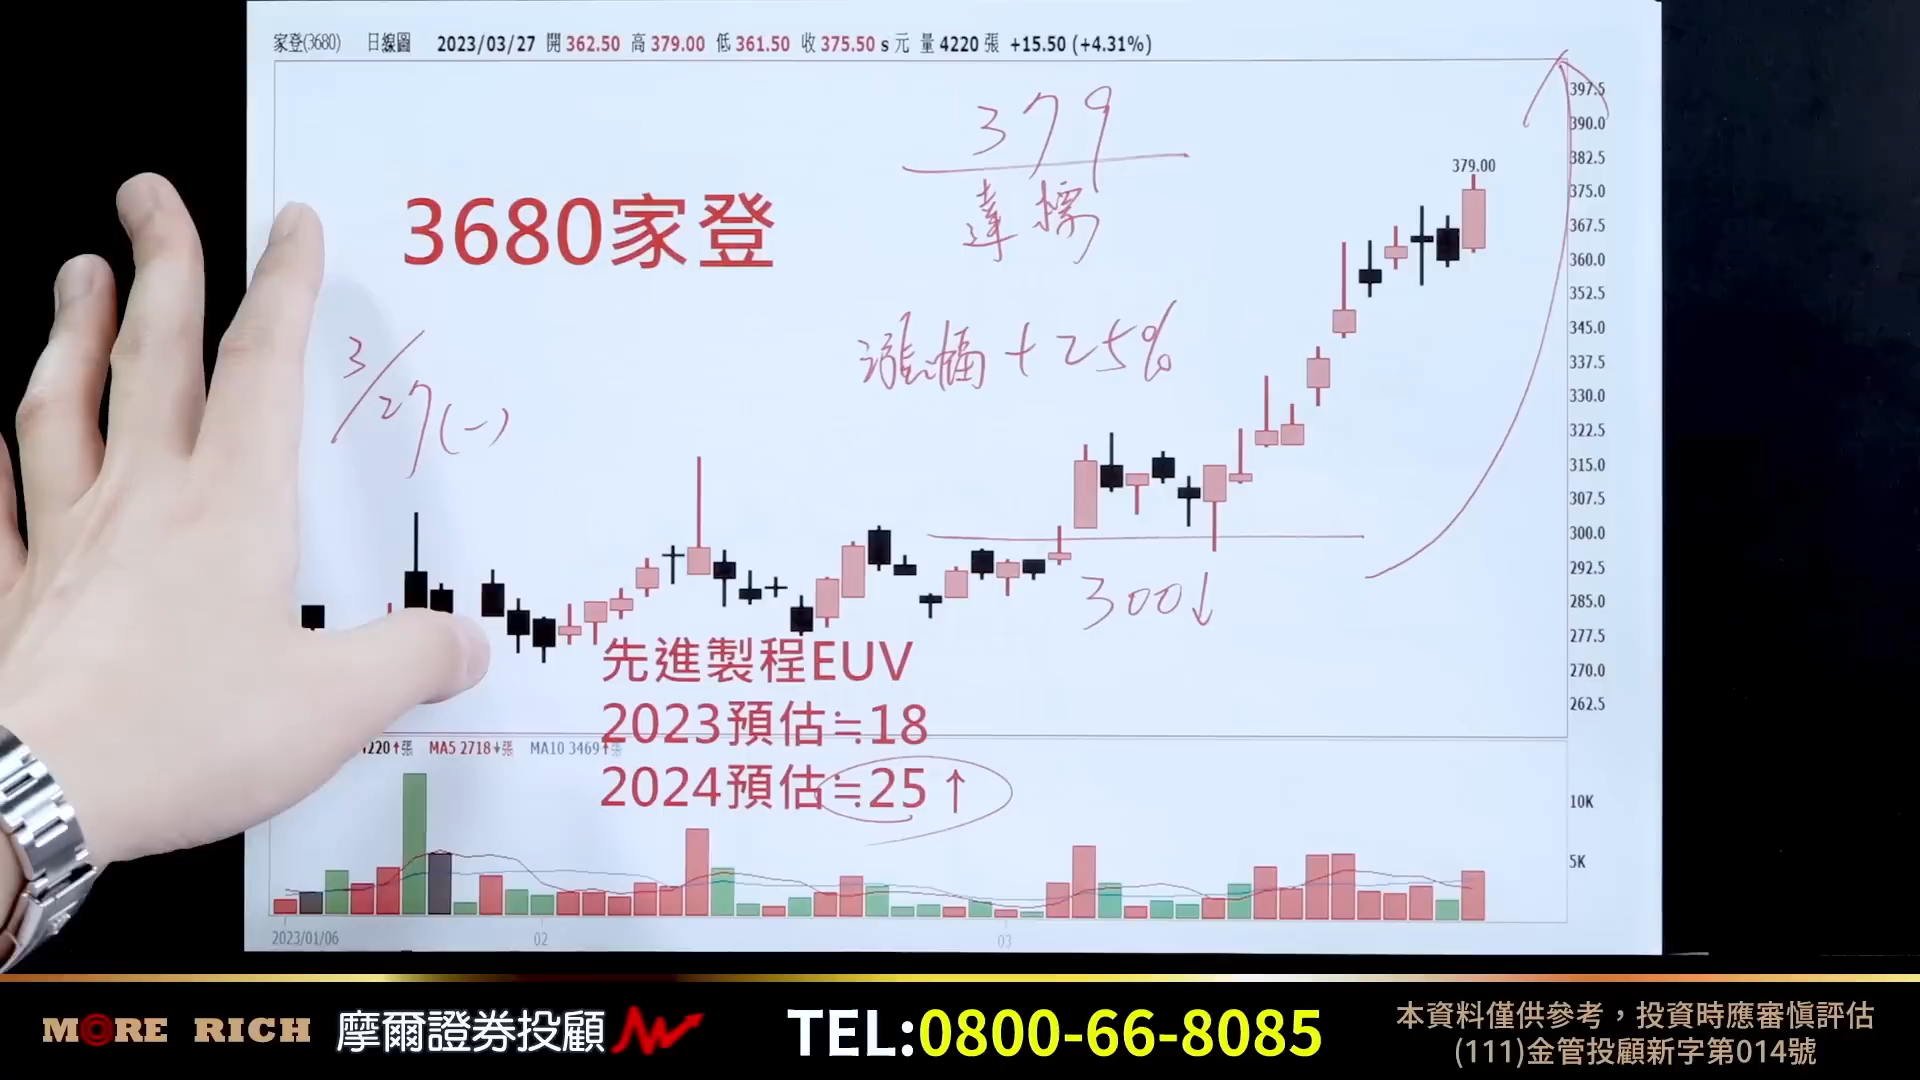 家登(3680) 日線圖 2023/03/27 開 362.50 高 379.00 低 361.50 收 375.50 s 元 量 4220 張 +15.50 (+4.31%)
397.5
390.0
382.5
375.0
367.5
360.0
352.5
345.0
337.5
330.0
322.5
315.0
307.5
300.0
292.5
285.0
277.5
270.0
262.5
379.00
379
達標
3680家登
漲幅+25%
3/27(一)
300↓
先進製程EUV
2023預估≒18
2024預估≒25↑
4220↑張 MA5 2718↓張 MA10 3469↑張
10K
5K
2023/01/06 02 03
MORE RICH 摩爾證券投顧
TEL:0800-66-8085
本資料僅供參考，投資時應審慎評估
(111)金管投顧新字第014號